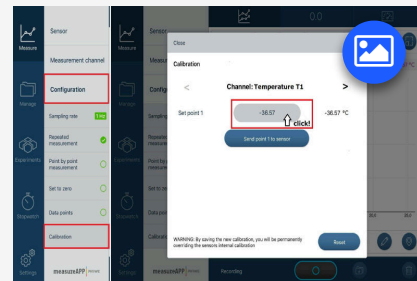 Measure
Sensor
Measurement channel
Manage
Configuration
Sampling rate
1 Hz
Experiments
Repeated
measurement
Point by point
measurement
Set to zero
Stopwatch
Data points
Calibration
Settings
measureAPP
Measure
Sensor
Manage
Experiments
Stopwatch
Settings
measureAPP
0.0
Close
Calibration
<
Channel: Temperature T1
>
Set point 1
-36.57
-36.57 °C
click!
Send point 1 to sensor
WARNING: By saving the new calibration, you will be permanently
overriding the sensors internal calibration
Reset
Recording